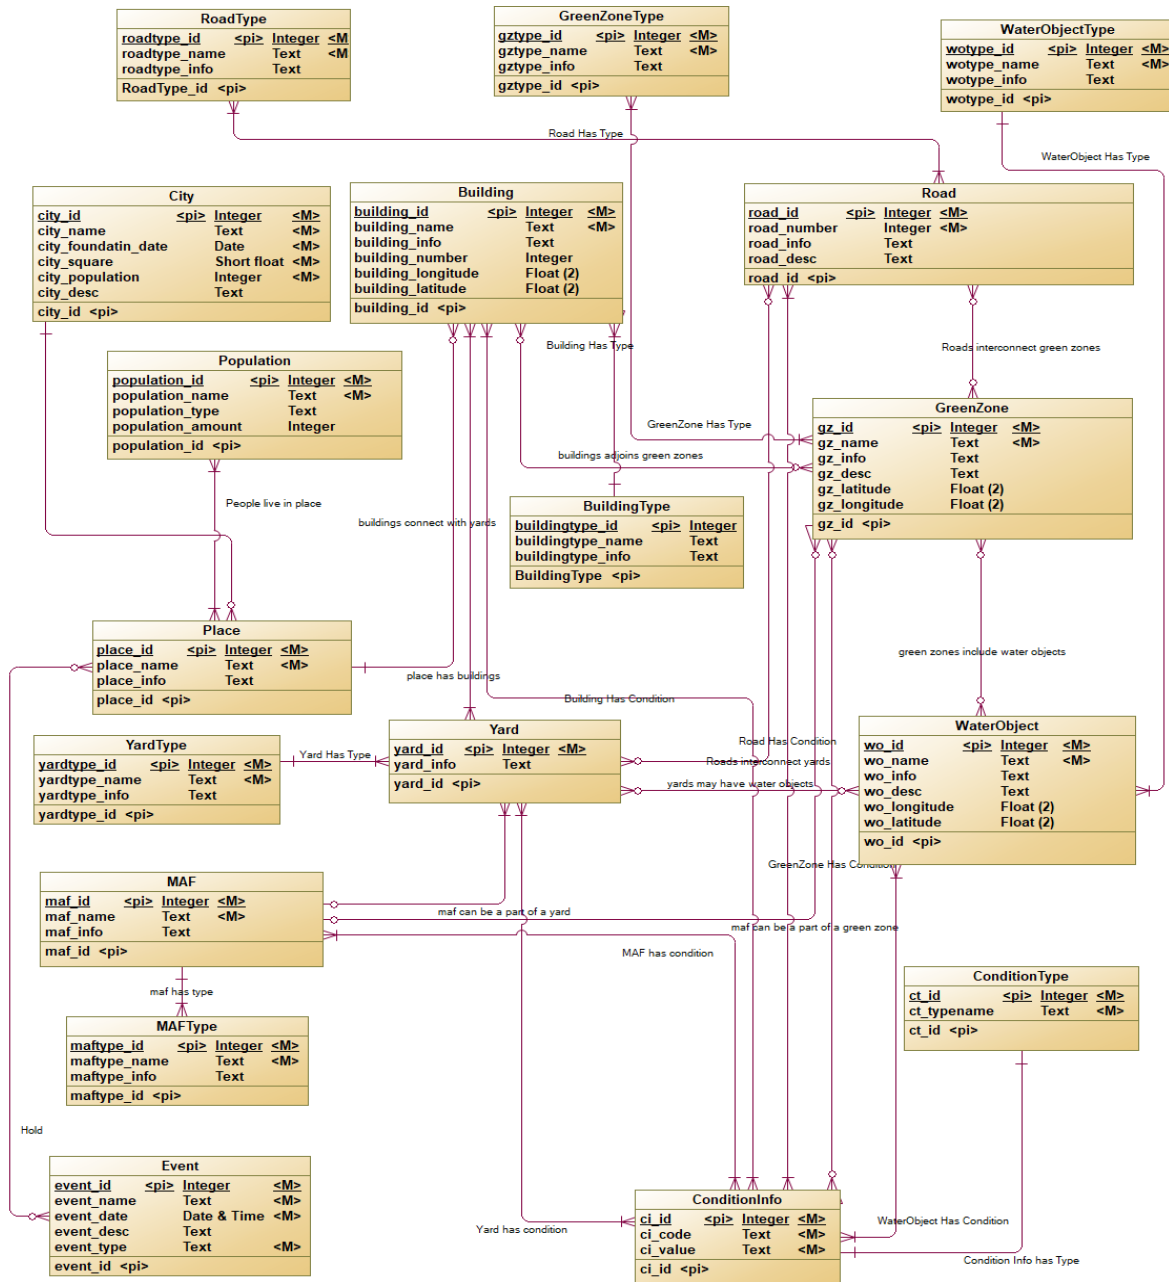 RoadType
roadtype_id <pi> Integer <M
roadtype_name Text <M
roadtype_info Text
RoadType_id <pi>
GreenZoneType
gztype_id <pi> Integer <M>
gztype_name Text <M>
gztype_info Text
gztype_id <pi>
WaterObjectType
wotype_id <pi> Integer <M>
wotype_name Text <M>
wotype_info Text
wotype_id <pi>
Road Has Type
WaterObject Has Type
City
city_id <pi> Integer <M>
city_name Text <M>
city_foundatin_date Date <M>
city_square Short float <M>
city_population Integer <M>
city_desc Text
city_id <pi>
Building
building_id <pi> Integer <M>
building_name Text <M>
building_info Text
building_number Integer
building_longitude Float (2)
building_latitude Float (2)
building_id <pi>
Road
road_id <pi> Integer <M>
road_number Integer <M>
road_info Text
road_desc Text
road_id <pi>
Building Has Type
Roads interconnect green zones
Population
population_id <pi> Integer <M>
population_name Text <M>
population_type Text
population_amount Integer
population_id <pi>
GreenZone
gz_id <pi> Integer <M>
gz_name Text <M>
gz_info Text
gz_desc Text
gz_latitude Float (2)
gz_longitude Float (2)
gz_id <pi>
GreenZone Has Type
buildings adjoins green zones
People live in place
buildings connect with yards
BuildingType
buildingtype_id <pi> Integer
buildingtype_name Text
buildingtype_info Text
BuildingType <pi>
Place
place_id <pi> Integer <M>
place_name Text <M>
place_info Text
place_id <pi>
place has buildings
green zones include water objects
Building Has Condition
YardType
yardtype_id <pi> Integer <M>
yardtype_name Text <M>
yardtype_info Text
yardtype_id <pi>
Yard Has Type
Yard
yard_id <pi> Integer <M>
yard_info Text
yard_id <pi>
Road Has Condition
Roads interconnect yards
yards may have water objects
WaterObject
wo_id <pi> Integer <M>
wo_name Text <M>
wo_info Text
wo_desc Text
wo_longitude Float (2)
wo_latitude Float (2)
wo_id <pi>
GreenZone Has Condition
MAF
maf_id <pi> Integer <M>
maf_name Text <M>
maf_info Text
maf_id <pi>
maf can be a part of a yard
maf can be a part of a green zone
MAF has condition
maf has type
ConditionType
ct_id <pi> Integer <M>
ct_typename Text <M>
ct_id <pi>
MAFType
maftype_id <pi> Integer <M>
maftype_name Text <M>
maftype_info Text
maftype_id <pi>
Hold
Event
event_id <pi> Integer <M>
event_name Text <M>
event_date Date & Time <M>
event_desc Text
event_type Text <M>
event_id <pi>
Yard has condition
ConditionInfo
ci_id <pi> Integer <M>
ci_code Text <M>
ci_value Text <M>
ci_id <pi>
WaterObject Has Condition
Condition Info has Type